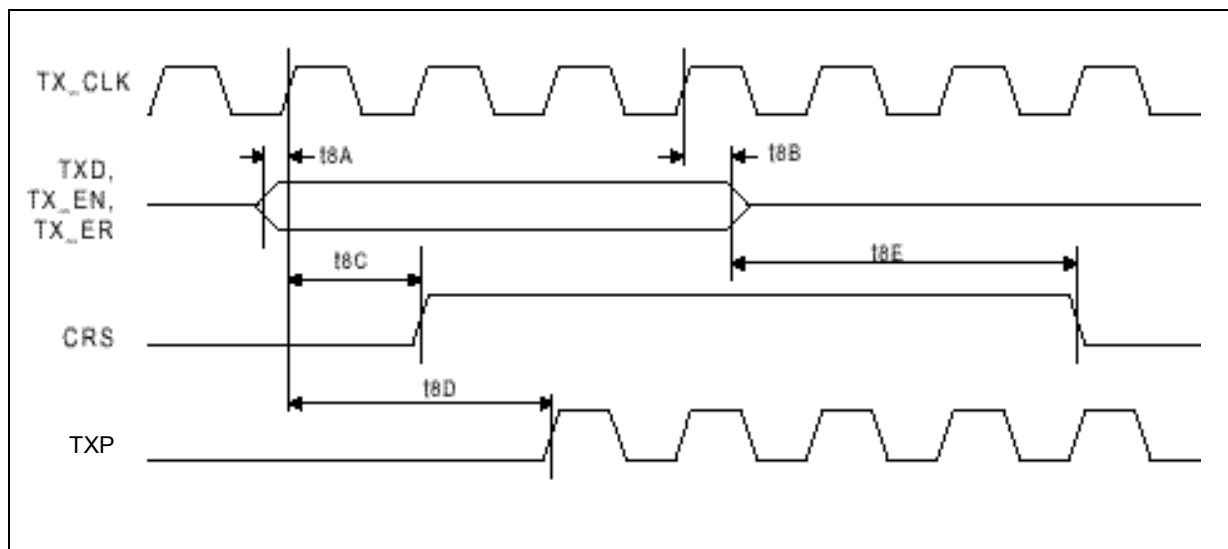 TX_CLK
t8A
t8B
TXD,
TX_EN,
TX_ER
t8C
t8E
CRS
t8D
TXP